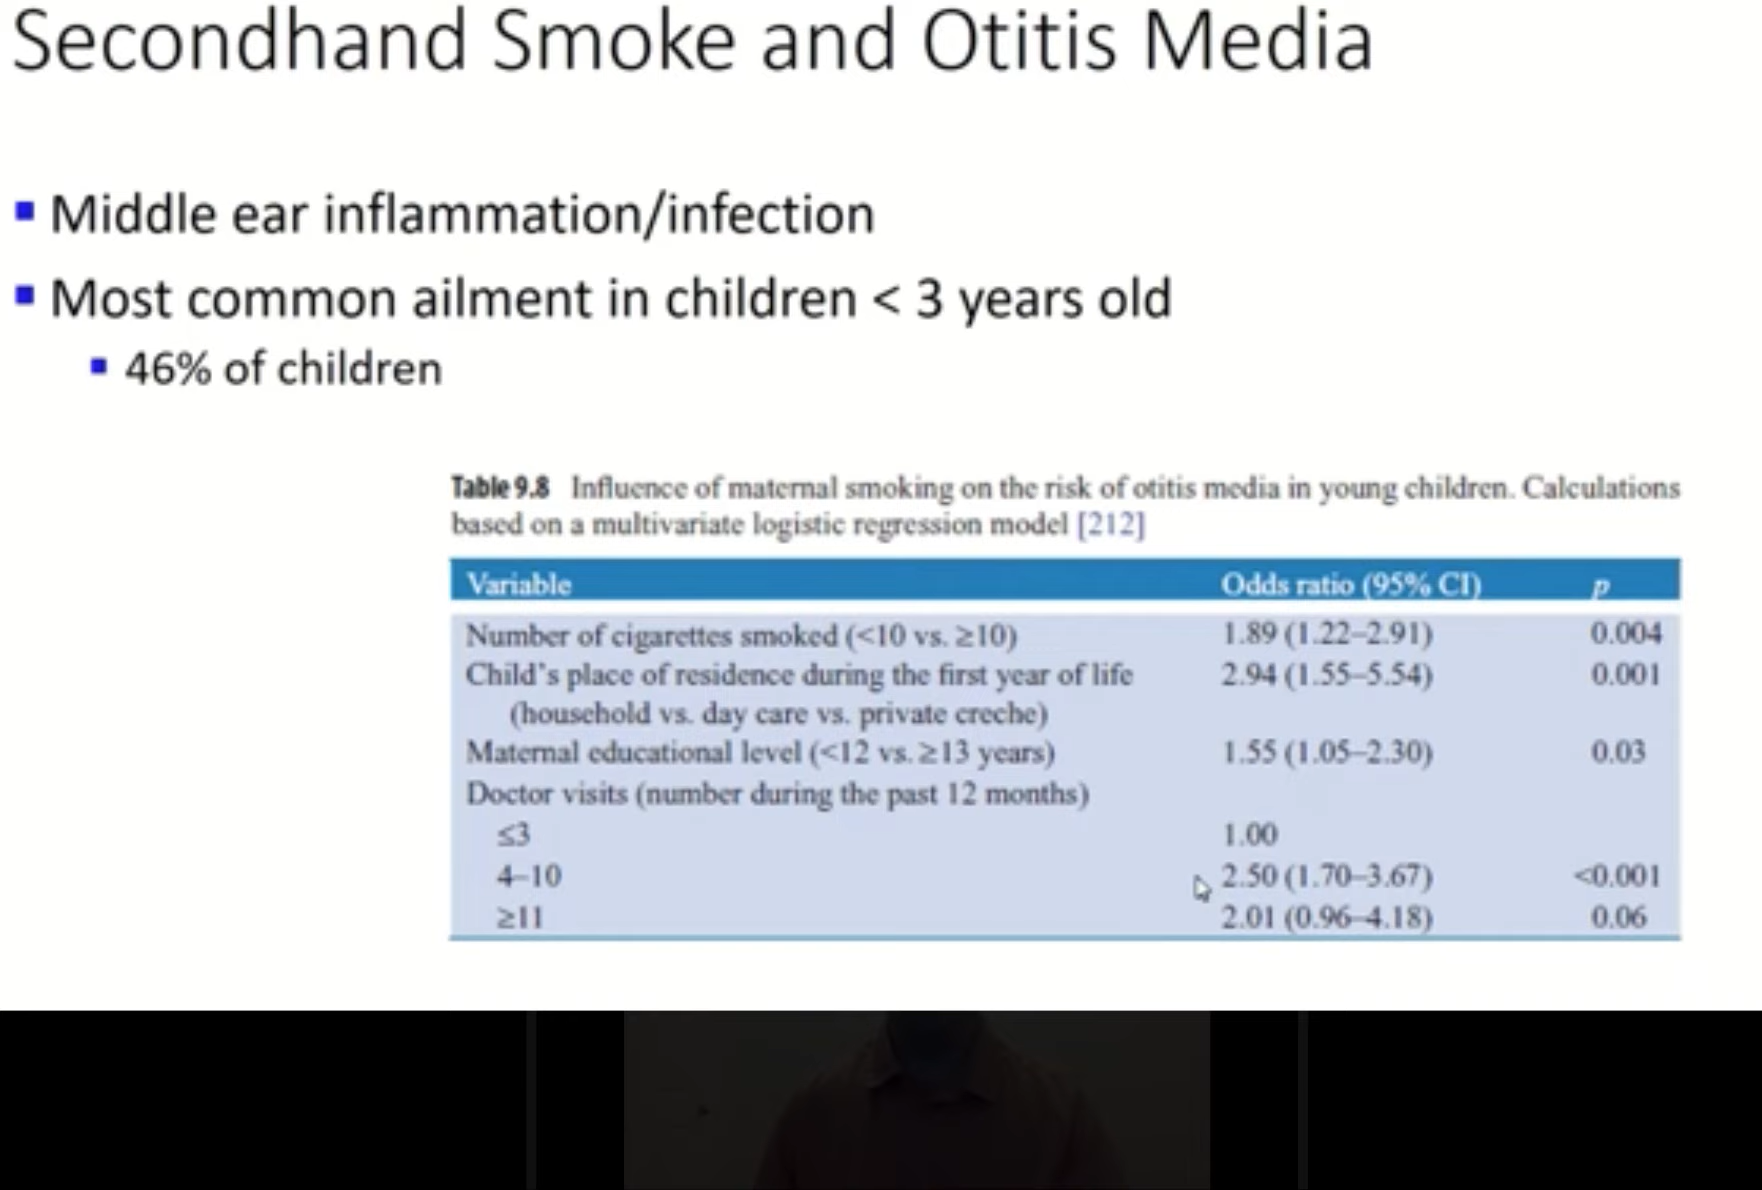 Secondhand Smoke and Otitis Media
Middle ear inflammation/infection
Most common ailment in children < 3 years old
46% of children
Table 9.8 Influence of maternal smoking on the risk of otitis media in young children. Calculations
based on a multivariate logistic regression model [212]
Variable Odds ratio (95% CI) p
Number of cigarettes smoked (<10 vs. ≥10) 1.89 (1.22–2.91) 0.004
Child's place of residence during the first year of life 2.94 (1.55–5.54) 0.001
(household vs. day care vs. private creche)
Maternal educational level (<12 vs. ≥13 years) 1.55 (1.05–2.30) 0.03
Doctor visits (number during the past 12 months)
≤3 1.00
4–10 2.50 (1.70–3.67) <0.001
≥11 2.01 (0.96–4.18) 0.06